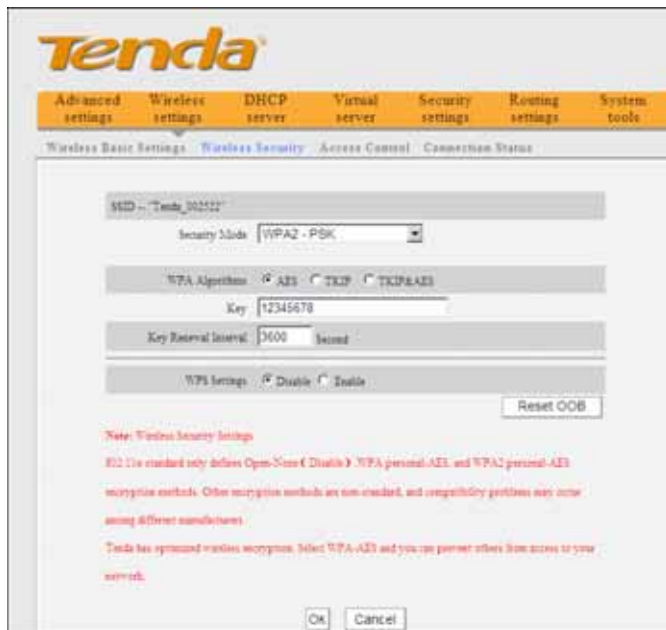 Tenda
Advanced settings Wireless settings DHCP server Virtual server Security settings Routing settings System tools
Wireless Basic Settings Wireless Security Access Control Connection Status
SSID -- "Tenda_302522"
Security Mode WPA2 - PSK
WPA Algorithms AES TKIP TKIP&AES
Key 12345678
Key Renewal Interval 3600 Second
WPS Settings Disable Enable
Reset OOB
Note: Wireless Security Settings
802.11n standard only defines Open-None ( Disable ) ,WPA personal-AES, and WPA2 personal-AES
encryption methods. Other encryption methods are non-standard, and compatibility problems may occur
among different manufacturers.
Tenda has optimized wireless encryption. Select WPA-AES and you can prevent others from access to your
network.
Ok Cancel